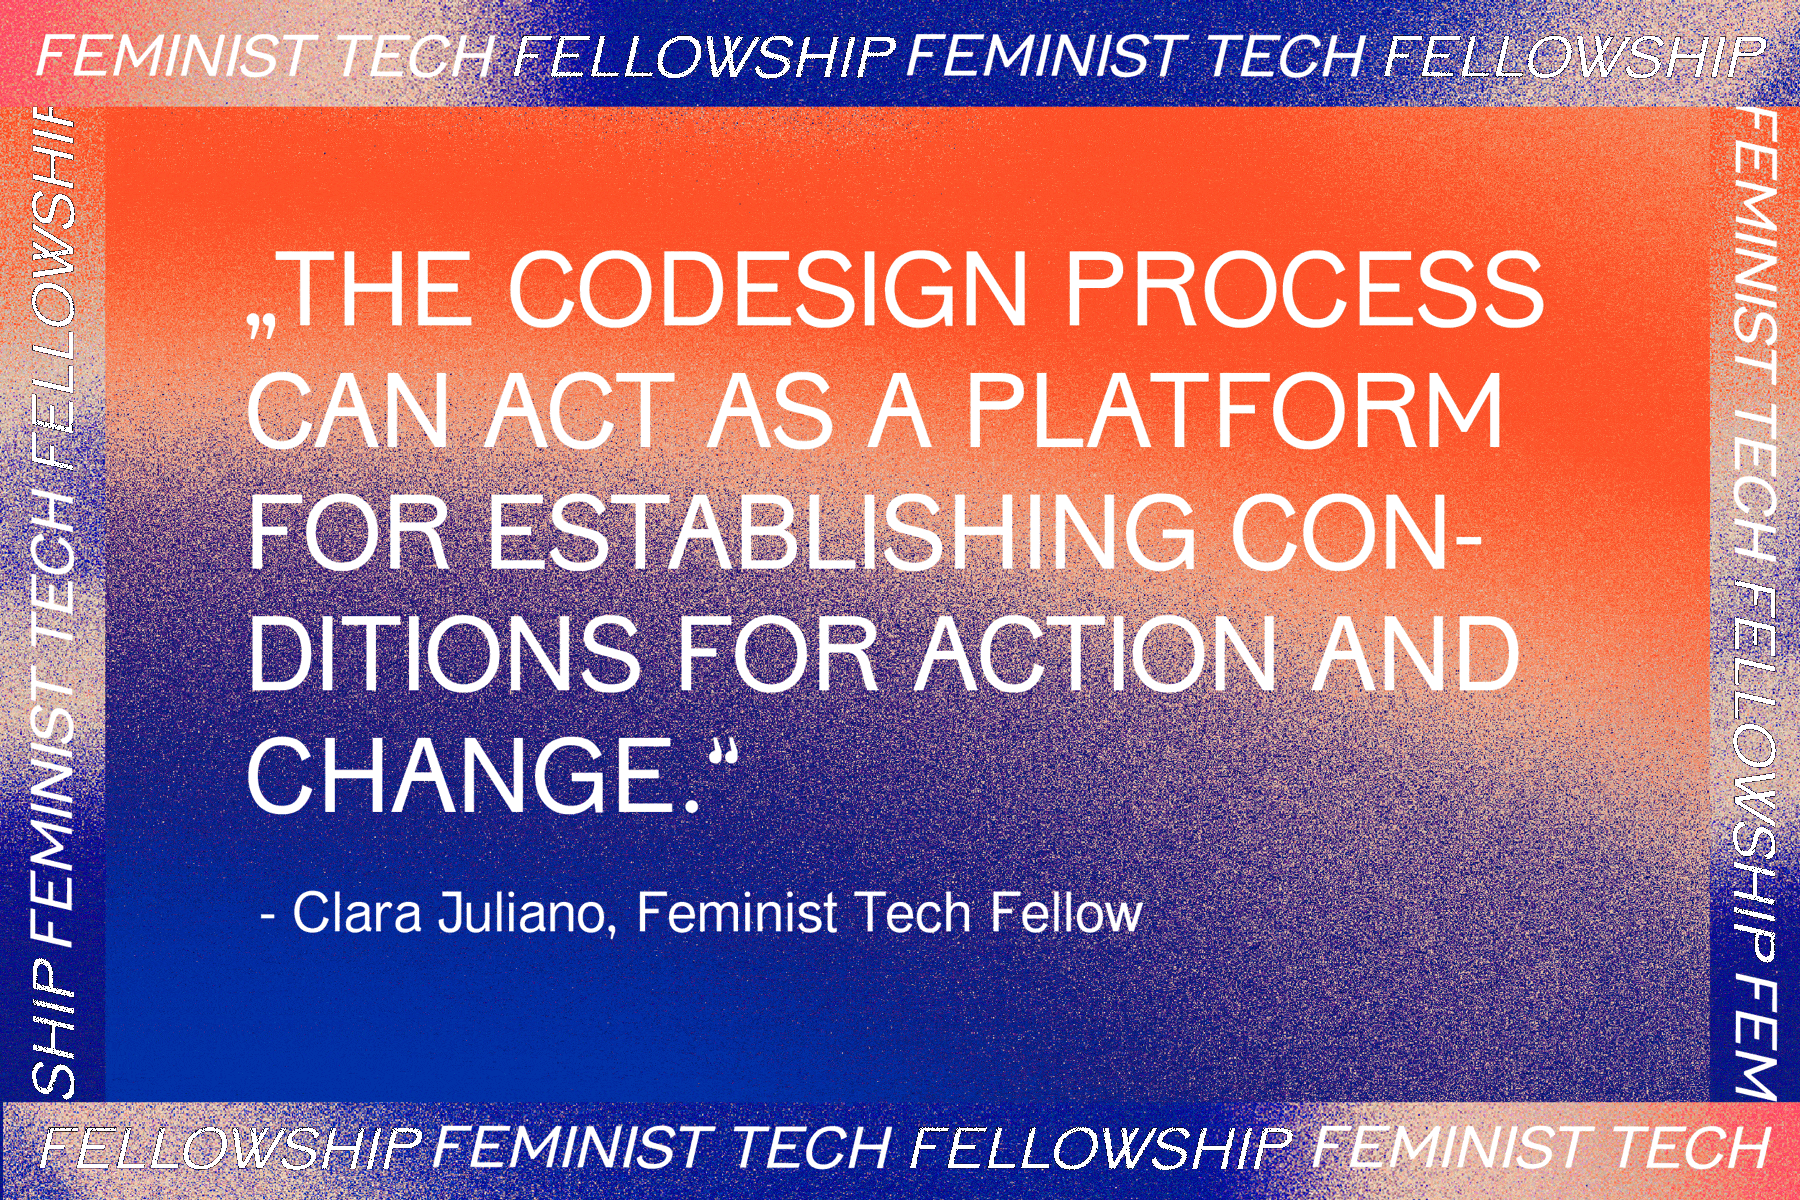 FEMINIST TECH FELLOWSHIP FEMINIST TECH FELLOWSHIP
„THE CODESIGN PROCESS
CAN ACT AS A PLATFORM
FOR ESTABLISHING CON-
DITIONS FOR ACTION AND
CHANGE.“
- Clara Juliano, Feminist Tech Fellow
SHIP FEMINIST TECH FELLOWSHIP
FEMINIST TECH FELLOWSHIP FEM
FELLOWSHIP FEMINIST TECH FELLOWSHIP FEMINIST TECH